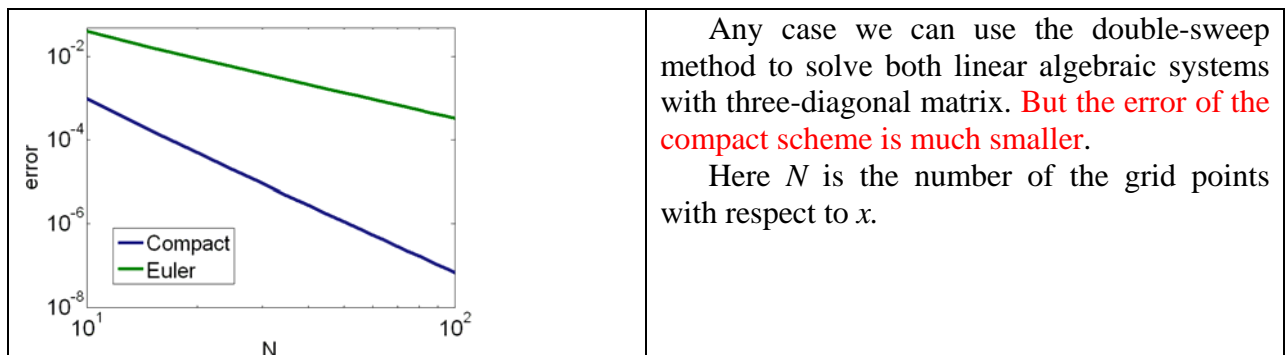 10^-2
10^-4
10^-6
10^-8
error
Compact
Euler
10^1
10^2
N
Any case we can use the double-sweep
method to solve both linear algebraic systems
with three-diagonal matrix. But the error of the
compact scheme is much smaller.
Here N is the number of the grid points
with respect to x.